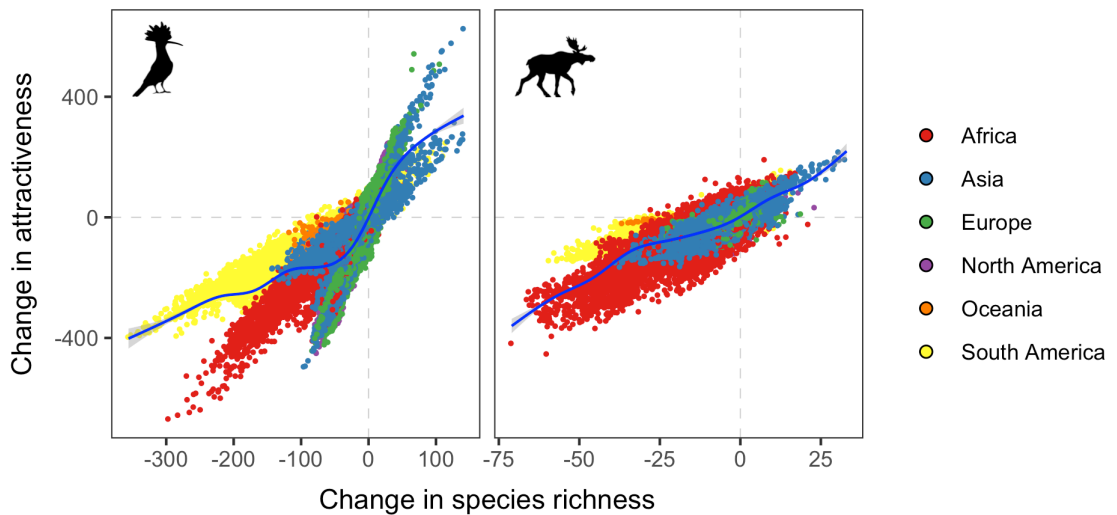 Change in attractiveness
400
0
-400
-300
-200
-100
0
100
-75
-50
-25
0
25
Change in species richness
Africa
Asia
Europe
North America
Oceania
South America